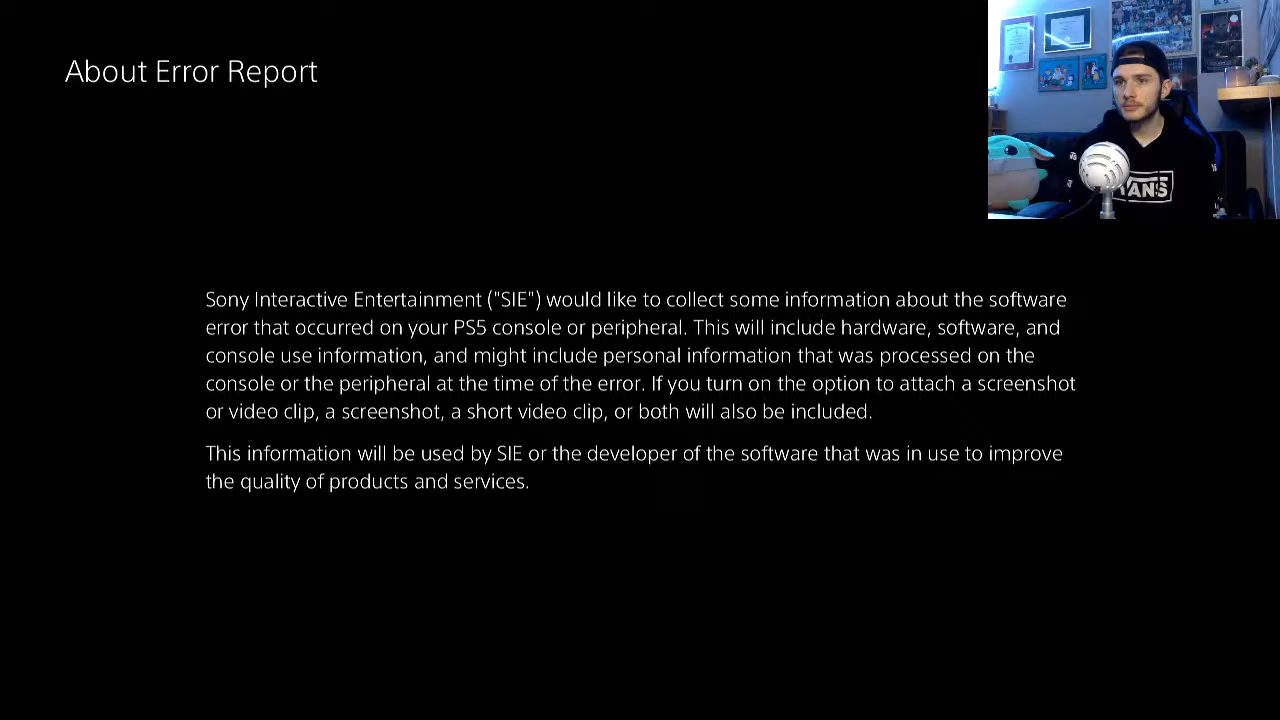 About Error Report
VANS
Sony Interactive Entertainment ("SIE") would like to collect some information about the software
error that occurred on your PS5 console or peripheral. This will include hardware, software, and
console use information, and might include personal information that was processed on the
console or the peripheral at the time of the error. If you turn on the option to attach a screenshot
or video clip, a screenshot, a short video clip, or both will also be included.
This information will be used by SIE or the developer of the software that was in use to improve
the quality of products and services.